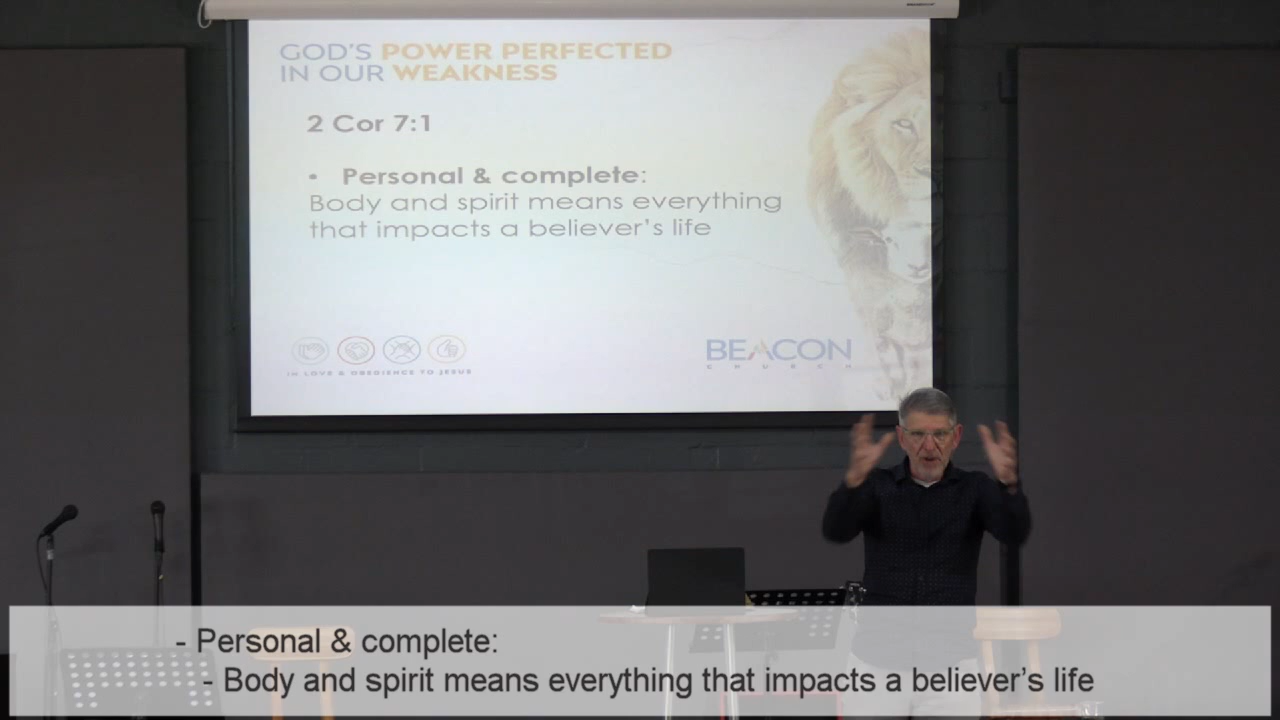 GOD'S POWER PERFECTED
IN OUR WEAKNESS
2 Cor 7:1
• Personal & complete:
Body and spirit means everything
that impacts a believer's life
IN LOVE & OBEDIENCE TO JESUS
BEACON
CHURCH
- Personal & complete:
- Body and spirit means everything that impacts a believer's life